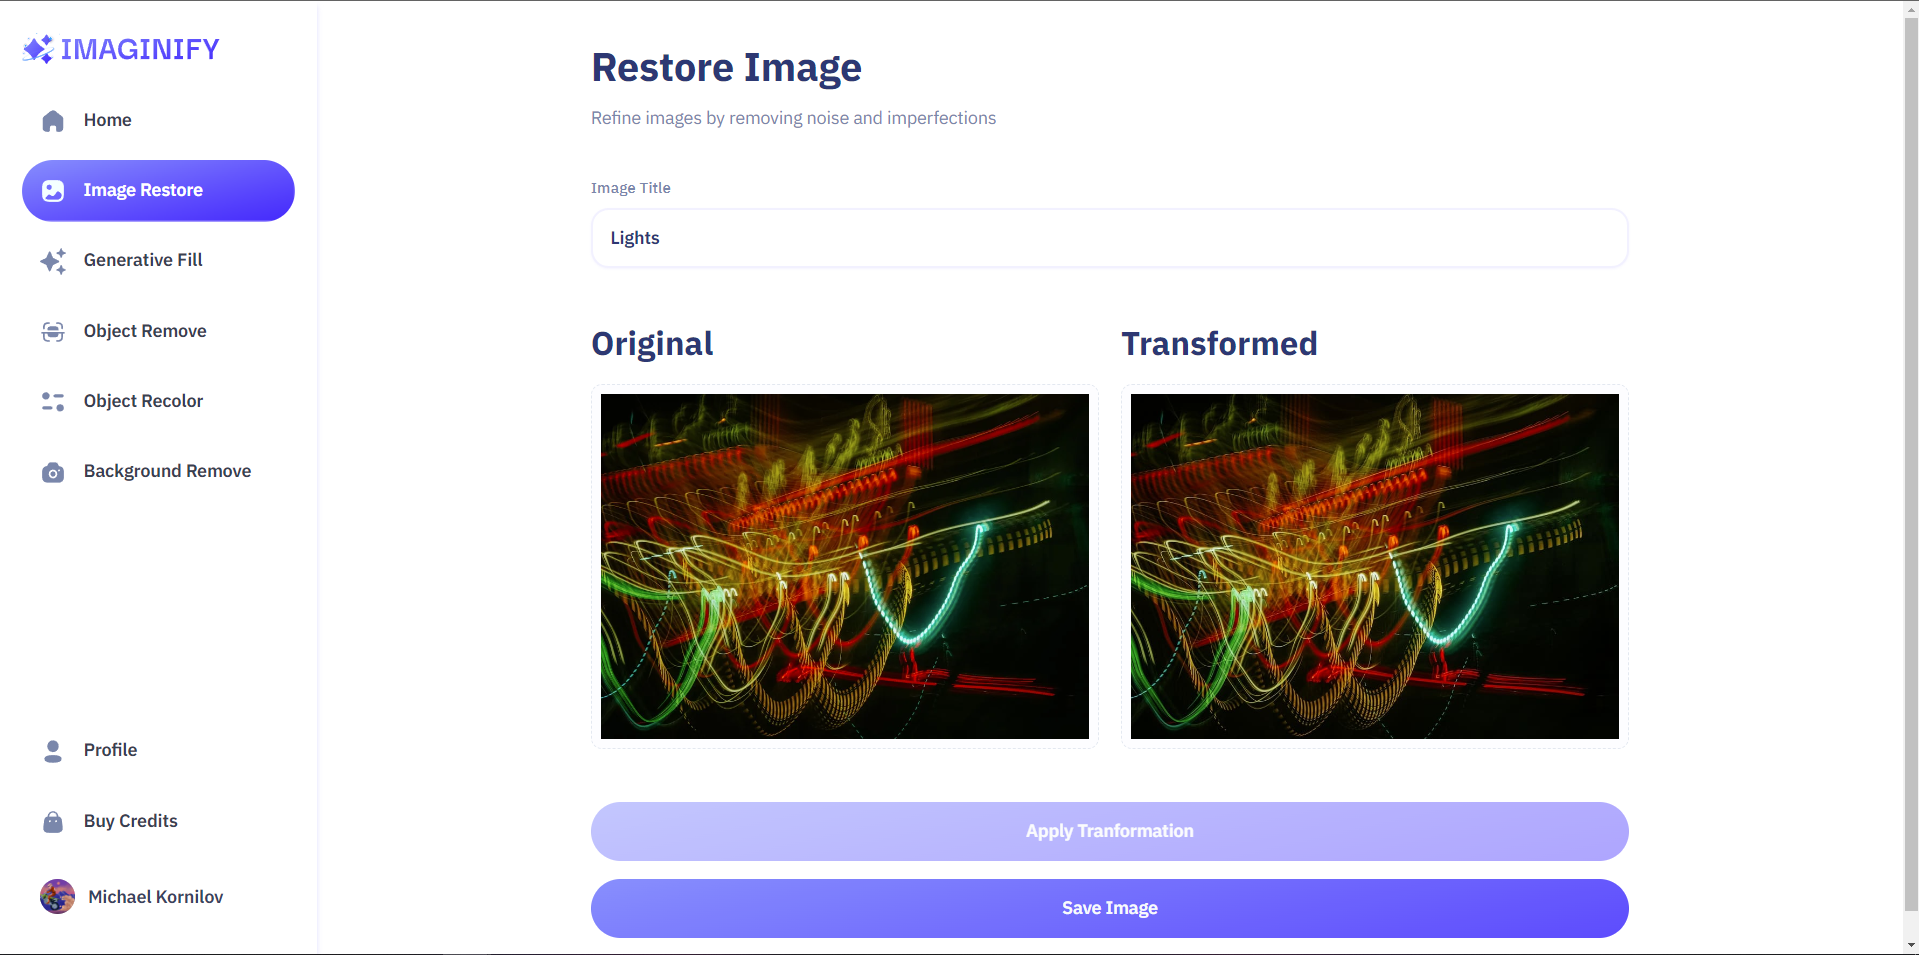 IMAGINIFY
Home
Image Restore
Generative Fill
Object Remove
Object Recolor
Background Remove
Profile
Buy Credits
Michael Kornilov
Restore Image
Refine images by removing noise and imperfections
Image Title
Lights
Original
Transformed
Apply Tranformation
Save Image